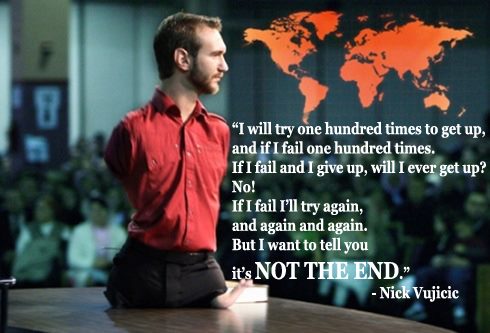 “I will try one hundred times to get up,
and if I fail one hundred times.
If I fail and I give up, will I ever get up?
No!
If I fail I’ll try again,
and again and again.
But I want to tell you
it’s NOT THE END.”
- Nick Vujicic